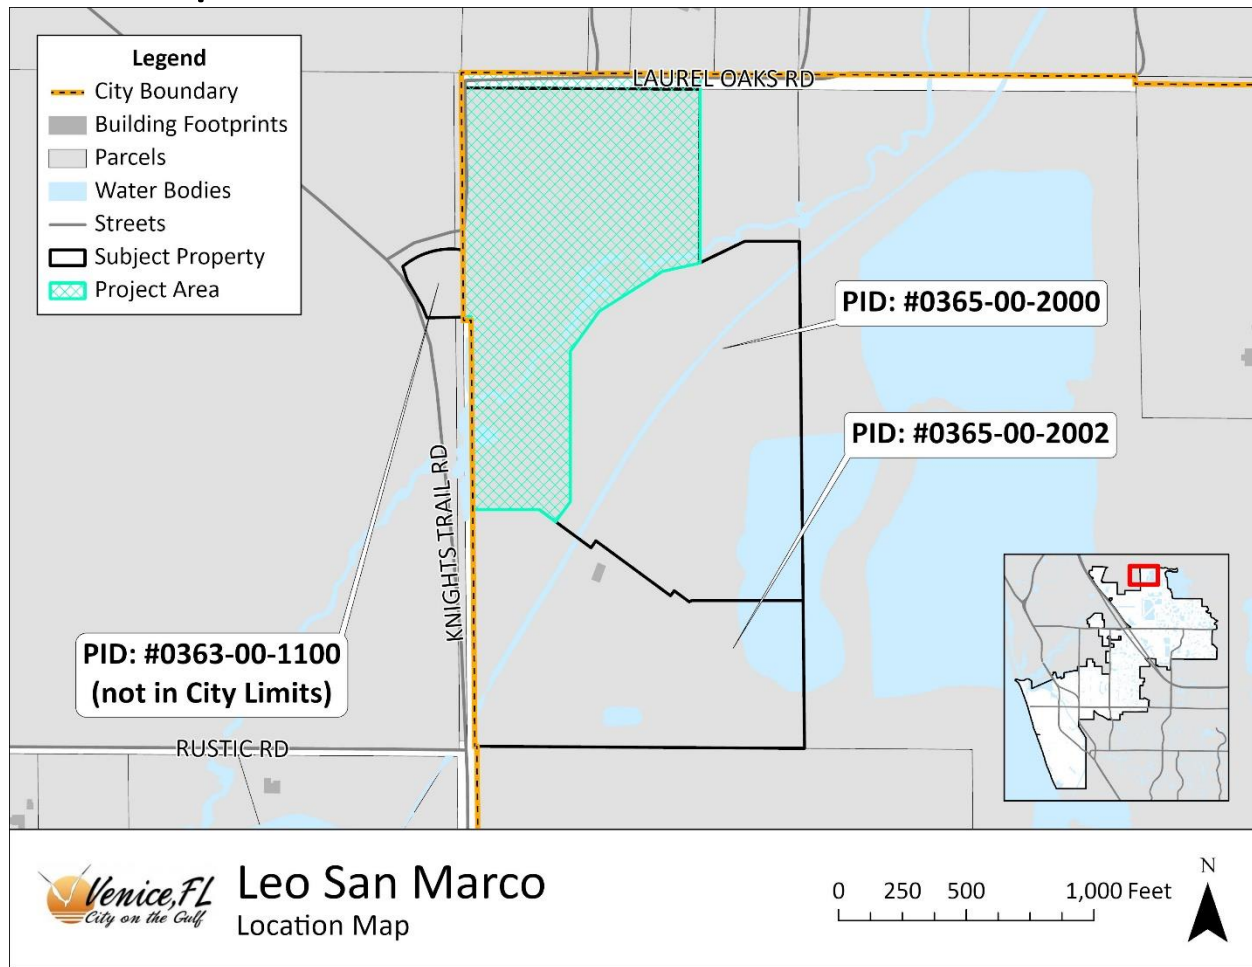 Legend
City Boundary
Building Footprints
Parcels
Water Bodies
Streets
Subject Property
Project Area
LAUREL OAKS RD
PID: #0365-00-2000
PID: #0365-00-2002
KNIGHTS TRAIL RD
PID: #0363-00-1100
(not in City Limits)
RUSTIC RD
Venice, FL
City on the Gulf
Leo San Marco
Location Map
0 250 500 1,000 Feet
N